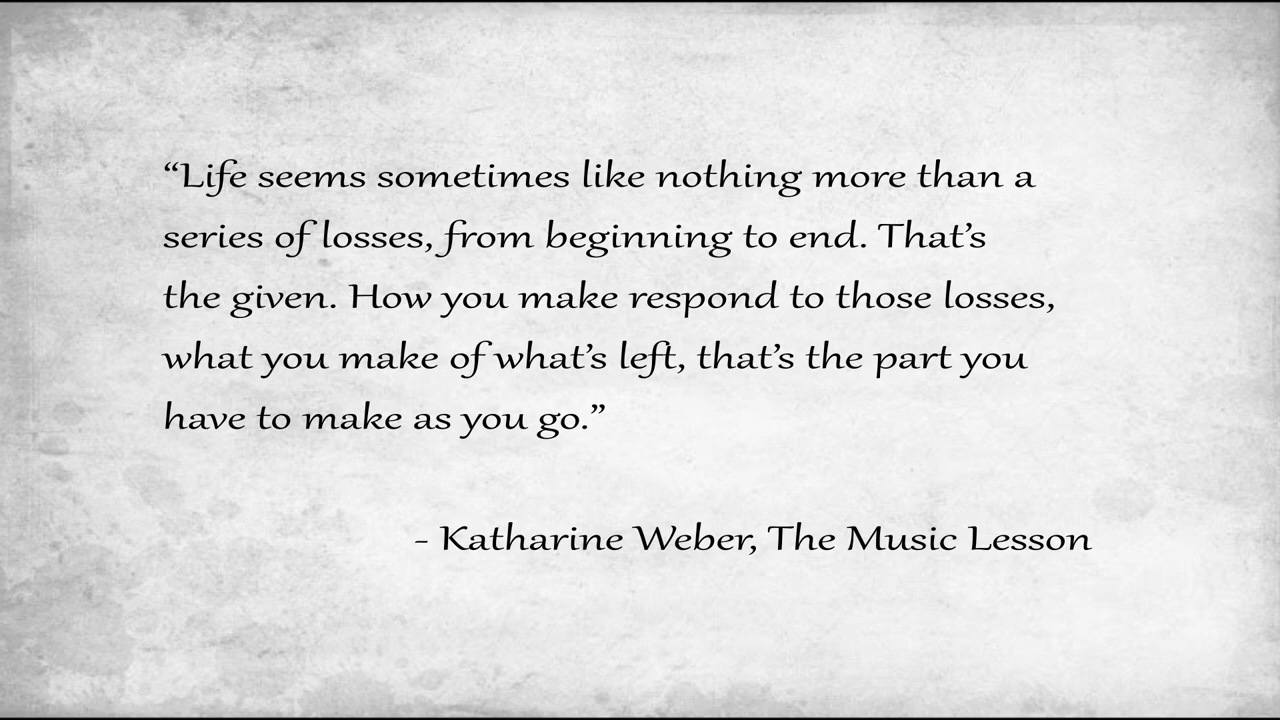 “Life seems sometimes like nothing more than a
series of losses, from beginning to end. That’s
the given. How you make respond to those losses,
what you make of what’s left, that’s the part you
have to make as you go.”
- Katharine Weber, The Music Lesson